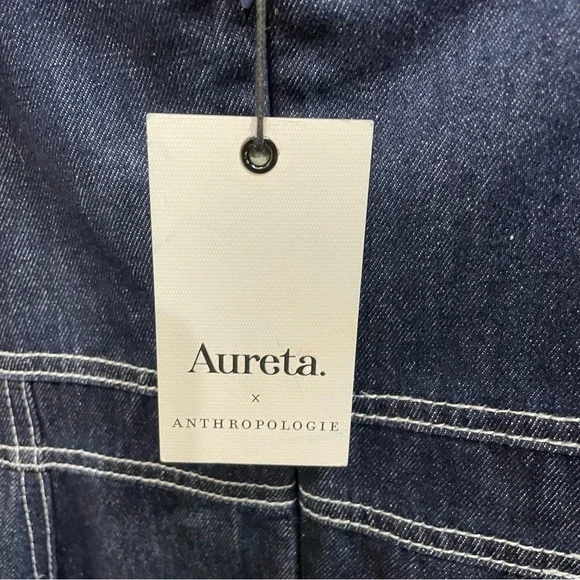 Aureta.
×
ANTHROPOLOGIE